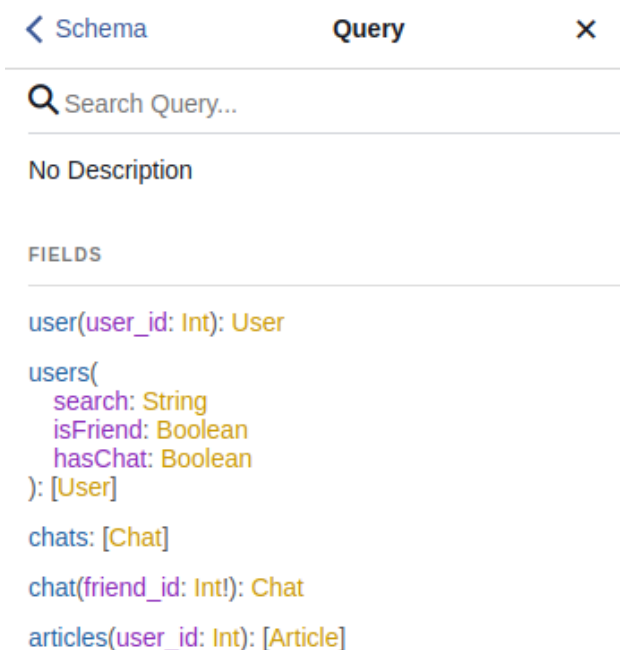 Schema Query ×
Search Query...
No Description
FIELDS
user(user_id: Int): User
users(
search: String
isFriend: Boolean
hasChat: Boolean
): [User]
chats: [Chat]
chat(friend_id: Int!): Chat
articles(user_id: Int): [Article]